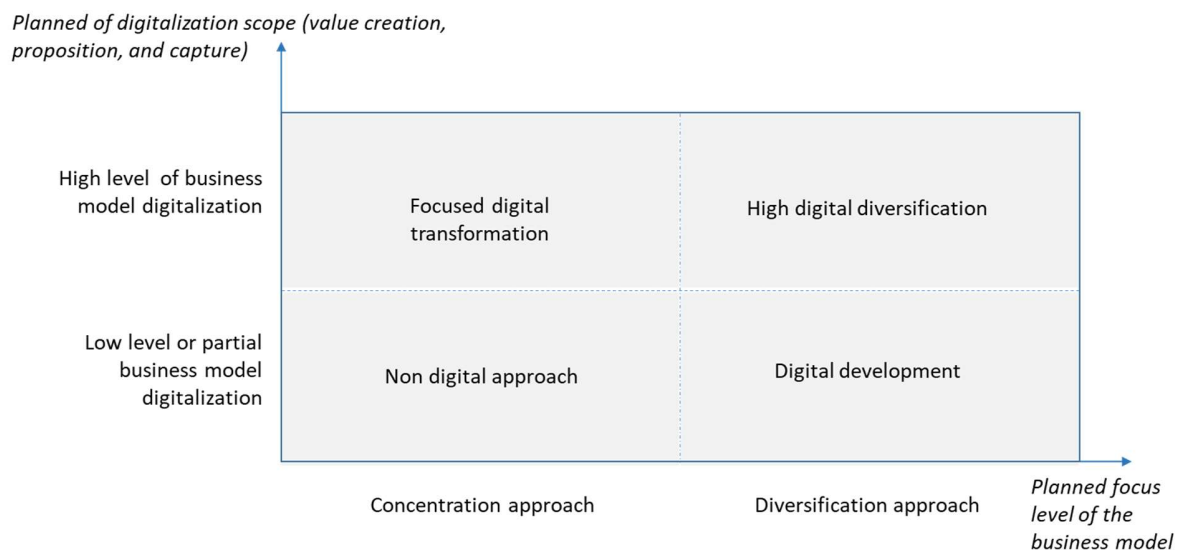 Planned of digitalization scope (value creation,
proposition, and capture)
High level of business
model digitalization
Focused digital
transformation
High digital diversification
Low level or partial
business model
digitalization
Non digital approach
Digital development
Concentration approach
Diversification approach
Planned focus
level of the
business model